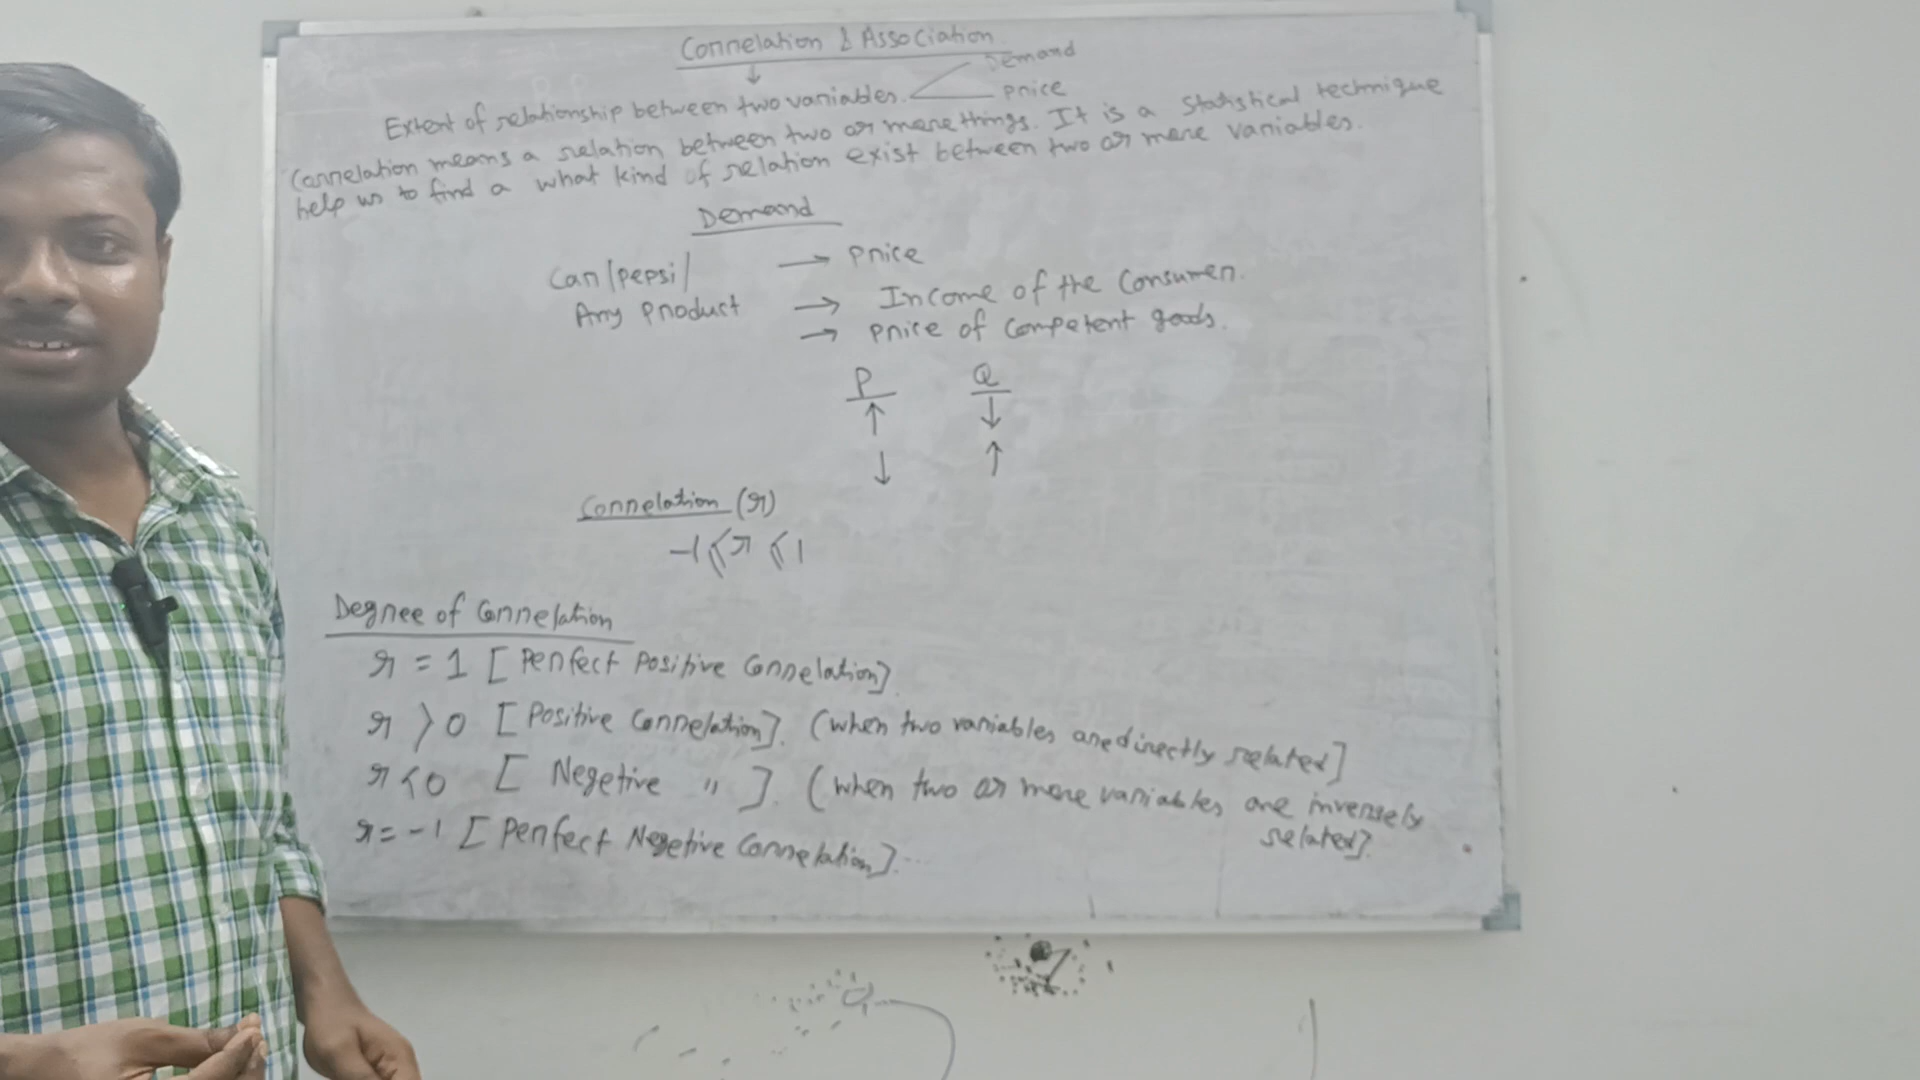 Correlation & Association
Demand
Extent of relationship between two variables. price
Correlation means a relation between two or more things. It is a statistical technique
help us to find a what kind of relation exist between two or more variables.
Demand
Car/pepsi/ → price
Any product → Income of the Consumer.
→ price of Competent goods.
P Q
↑ ↓
↓ ↑
Correlation (r)
-1 ≤ r ≤ 1
Degree of Correlation
r = 1 [Perfect Positive Correlation]
r > 0 [Positive Correlation]. (when two variables are directly related]
r < 0 [Negetive " ]. (when two or more variables are inversely
related].
r = -1 [Perfect Negetive Correlation].